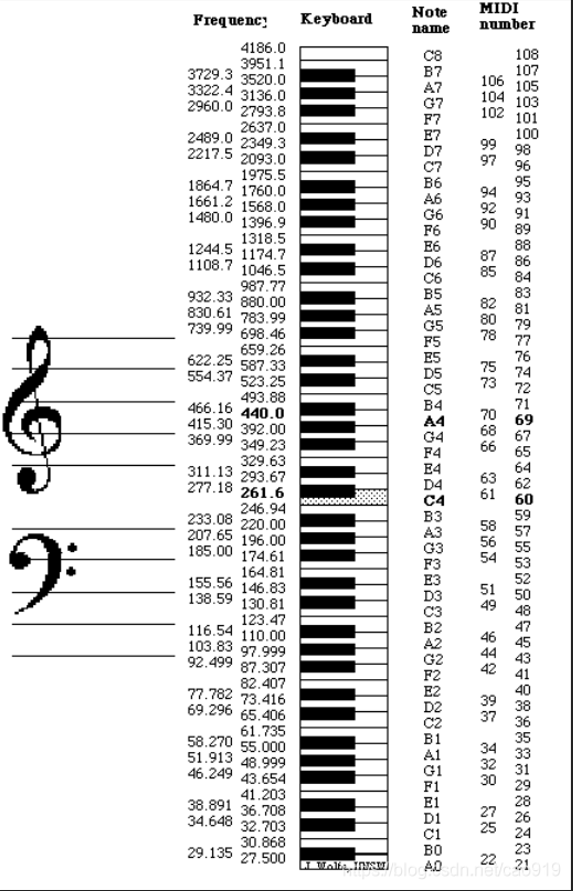 Note MIDI
Frequency Keyboard name number
4186.0 C8 108
3951.1 B7 107
3729.3 106
3520.0 A7 105
3322.4 104
3136.0 G7 103
2960.0 102
2793.8 F7 101
2637.0 E7 100
2489.0 99
2349.3 D7 98
2217.5 97
2093.0 C7 96
1975.5 B6 95
1864.7 94
1760.0 A6 93
1661.2 92
1568.0 G6 91
1480.0 90
1396.9 F6 89
1318.5 E6 88
1244.5 87
1174.7 D6 86
1108.7 85
1046.5 C6 84
987.77 B5 83
932.33 82
880.00 A5 81
830.61 80
783.99 G5 79
739.99 78
698.46 F5 77
659.26 E5 76
622.25 75
587.33 D5 74
554.37 73
523.25 C5 72
493.88 B4 71
466.16 70
440.0 A4 69
415.30 68
392.00 G4 67
369.99 66
349.23 F4 65
329.63 E4 64
311.13 63
293.67 D4 62
277.18 61
261.6 C4 60
246.94 B3 59
233.08 58
220.00 A3 57
207.65 56
196.00 G3 55
185.00 54
174.61 F3 53
164.81 E3 52
155.56 51
146.83 D3 50
138.59 49
130.81 C3 48
123.47 B2 47
116.54 46
110.00 A2 45
103.83 44
97.999 G2 43
92.499 42
87.307 F2 41
82.407 E2 40
77.782 39
73.416 D2 38
69.296 37
65.406 C2 36
61.735 B1 35
58.270 34
55.000 A1 33
51.913 32
48.999 G1 31
46.249 30
43.654 F1 29
41.203 E1 28
38.891 27
36.708 D1 26
34.648 25
32.703 C1 24
30.868 B0 23
29.135 22
27.500 A0 21
J. Wolfe, UNSW